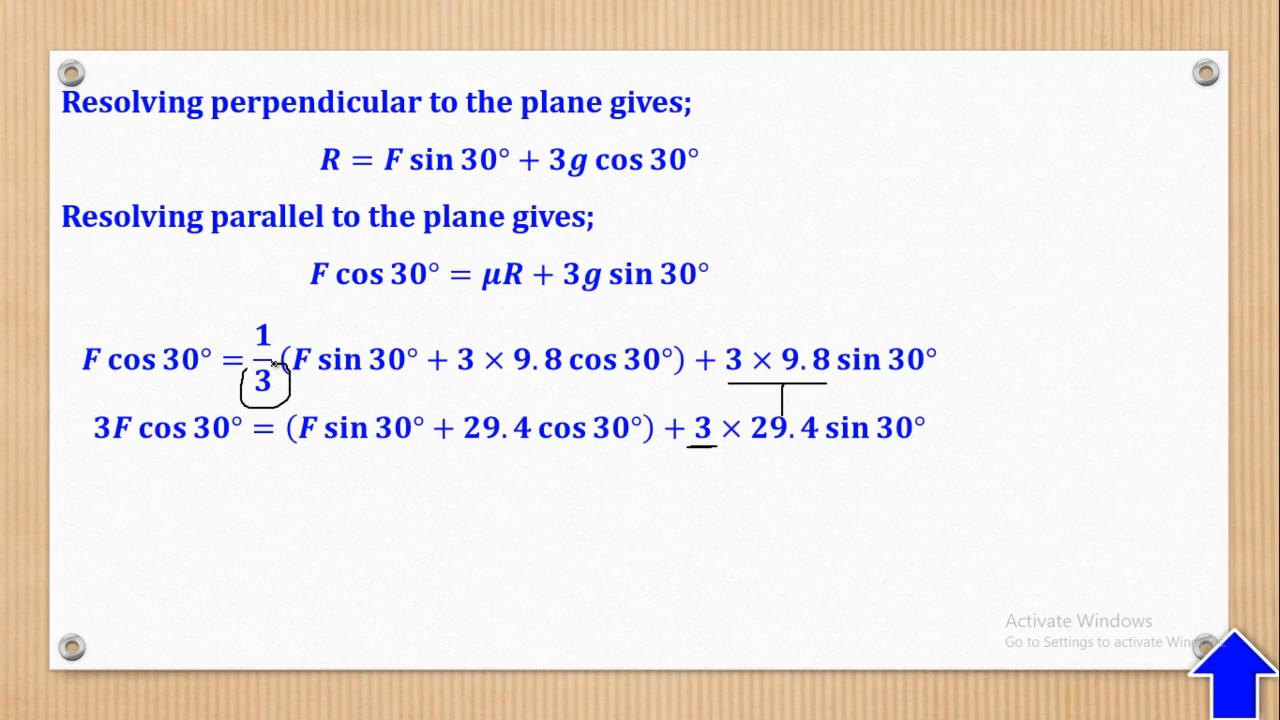 Resolving perpendicular to the plane gives;
R = F sin 30° + 3g cos 30°
Resolving parallel to the plane gives;
F cos 30° = μR + 3g sin 30°
F cos 30° = 1/3 (F sin 30° + 3 × 9.8 cos 30°) + 3 × 9.8 sin 30°
3F cos 30° = (F sin 30° + 29.4 cos 30°) + 3 × 29.4 sin 30°
Activate Windows
Go to Settings to activate Windows.